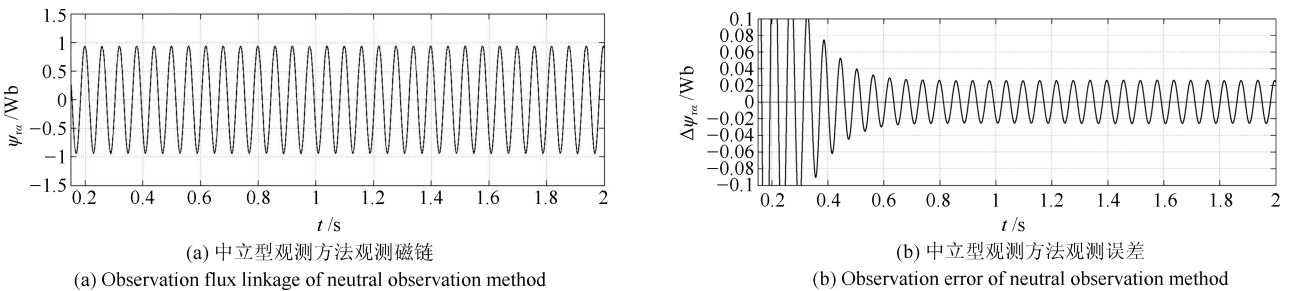 1.5
1
0.5
0
−0.5
−1
−1.5
ψrα /Wb
0.2 0.4 0.6 0.8 1 1.2 1.4 1.6 1.8 2
t /s
(a) 中立型观测方法观测磁链
(a) Observation flux linkage of neutral observation method
0.1
0.08
0.06
0.04
0.02
0
−0.02
−0.04
−0.06
−0.08
−0.1
Δψrα /Wb
0.2 0.4 0.6 0.8 1 1.2 1.4 1.6 1.8 2
t /s
(b) 中立型观测方法观测误差
(b) Observation error of neutral observation method